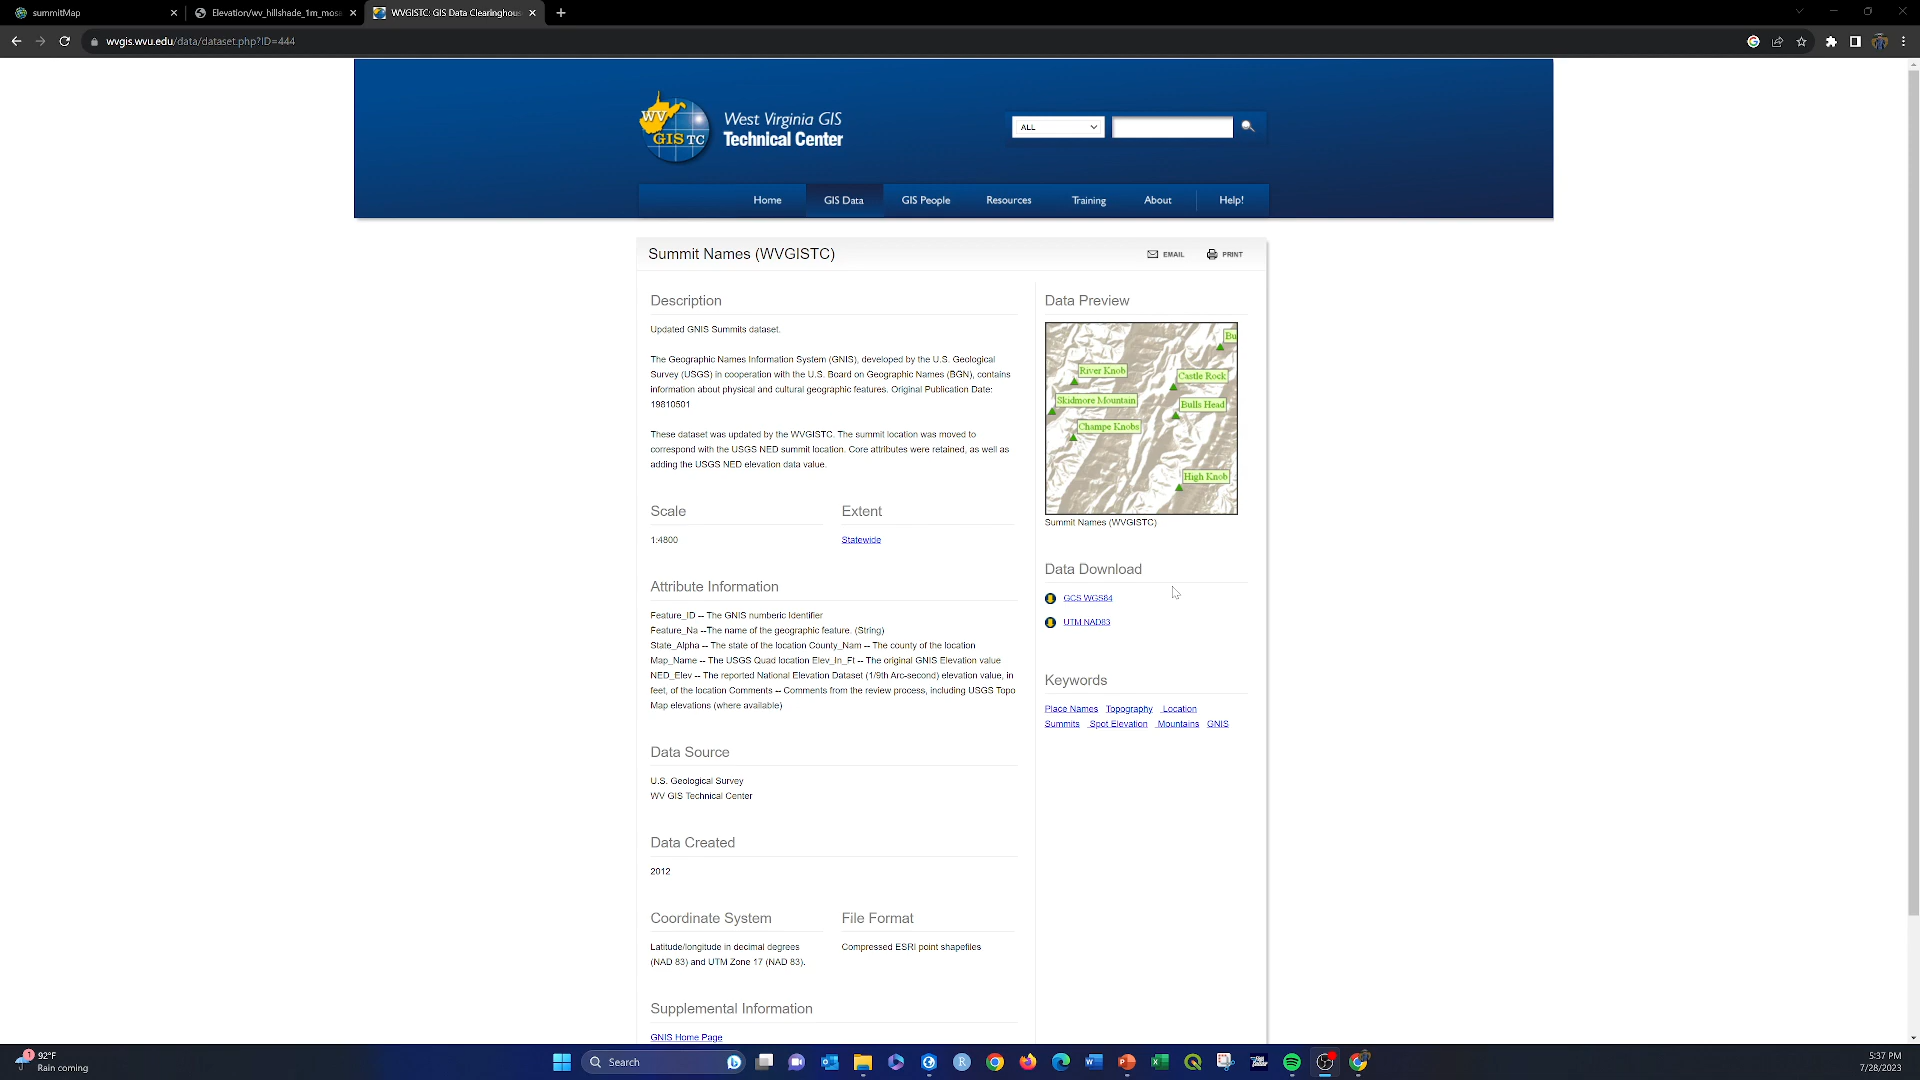 summitMap
Elevation/wv_hillshade_1m_mosa
WVGISTC: GIS Data Clearinghous
wvgis.wvu.edu/data/dataset.php?ID=444
WV
GIS TC
West Virginia GIS
Technical Center
ALL
Home
GIS Data
GIS People
Resources
Training
About
Help!
Summit Names (WVGISTC)
EMAIL
PRINT
Description
Updated GNIS Summits dataset.
The Geographic Names Information System (GNIS), developed by the U.S. Geological
Survey (USGS) in cooperation with the U.S. Board on Geographic Names (BGN), contains
information about physical and cultural geographic features. Original Publication Date:
19810501
These dataset was updated by the WVGISTC. The summit location was moved to
correspond with the USGS NED summit location. Core attributes were retained, as well as
adding the USGS NED elevation data value.
Scale
1:4800
Extent
Statewide
Attribute Information
Feature_ID -- The GNIS numberic Identifier
Feature_Na --The name of the geographic feature. (String)
State_Alpha -- The state of the location County_Nam -- The county of the location
Map_Name -- The USGS Quad location Elev_In_Ft -- The original GNIS Elevation value
NED_Elev -- The reported National Elevation Dataset (1/9th Arc-second) elevation value, in
feet, of the location Comments -- Comments from the review process, including USGS Topo
Map elevations (where available)
Data Source
U.S. Geological Survey
WV GIS Technical Center
Data Created
2012
Coordinate System
Latitude/longitude in decimal degrees
(NAD 83) and UTM Zone 17 (NAD 83).
File Format
Compressed ESRI point shapefiles
Supplemental Information
GNIS Home Page
Data Preview
Bu
River Knob
Castle Rock
Skidmore Mountain
Bulls Head
Champe Knobs
High Knob
Summit Names (WVGISTC)
Data Download
GCS WGS84
UTM NAD83
Keywords
Place Names Topography Location
Summits Spot Elevation Mountains GNIS
1
92°F
Rain coming
Search
5:37 PM
7/28/2023